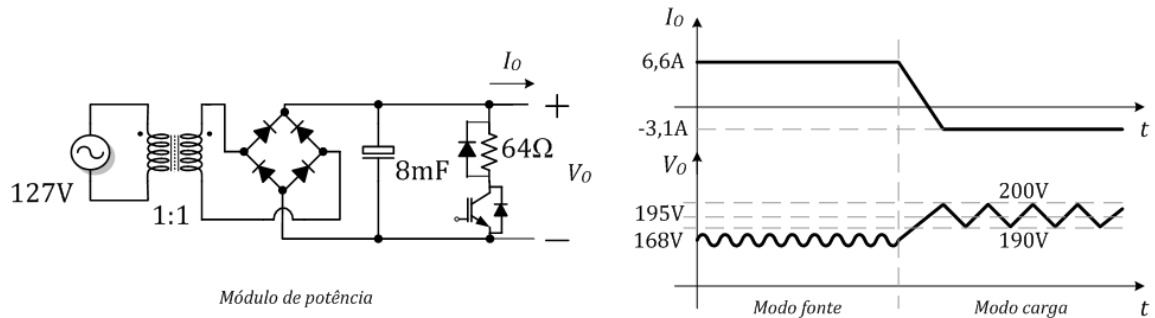 127V
1:1
8mF
64Ω
I_O
+
V_O
−
Módulo de potência
I_O
6,6A
-3,1A
t
V_O
200V
195V
190V
168V
Modo fonte
Modo carga
t